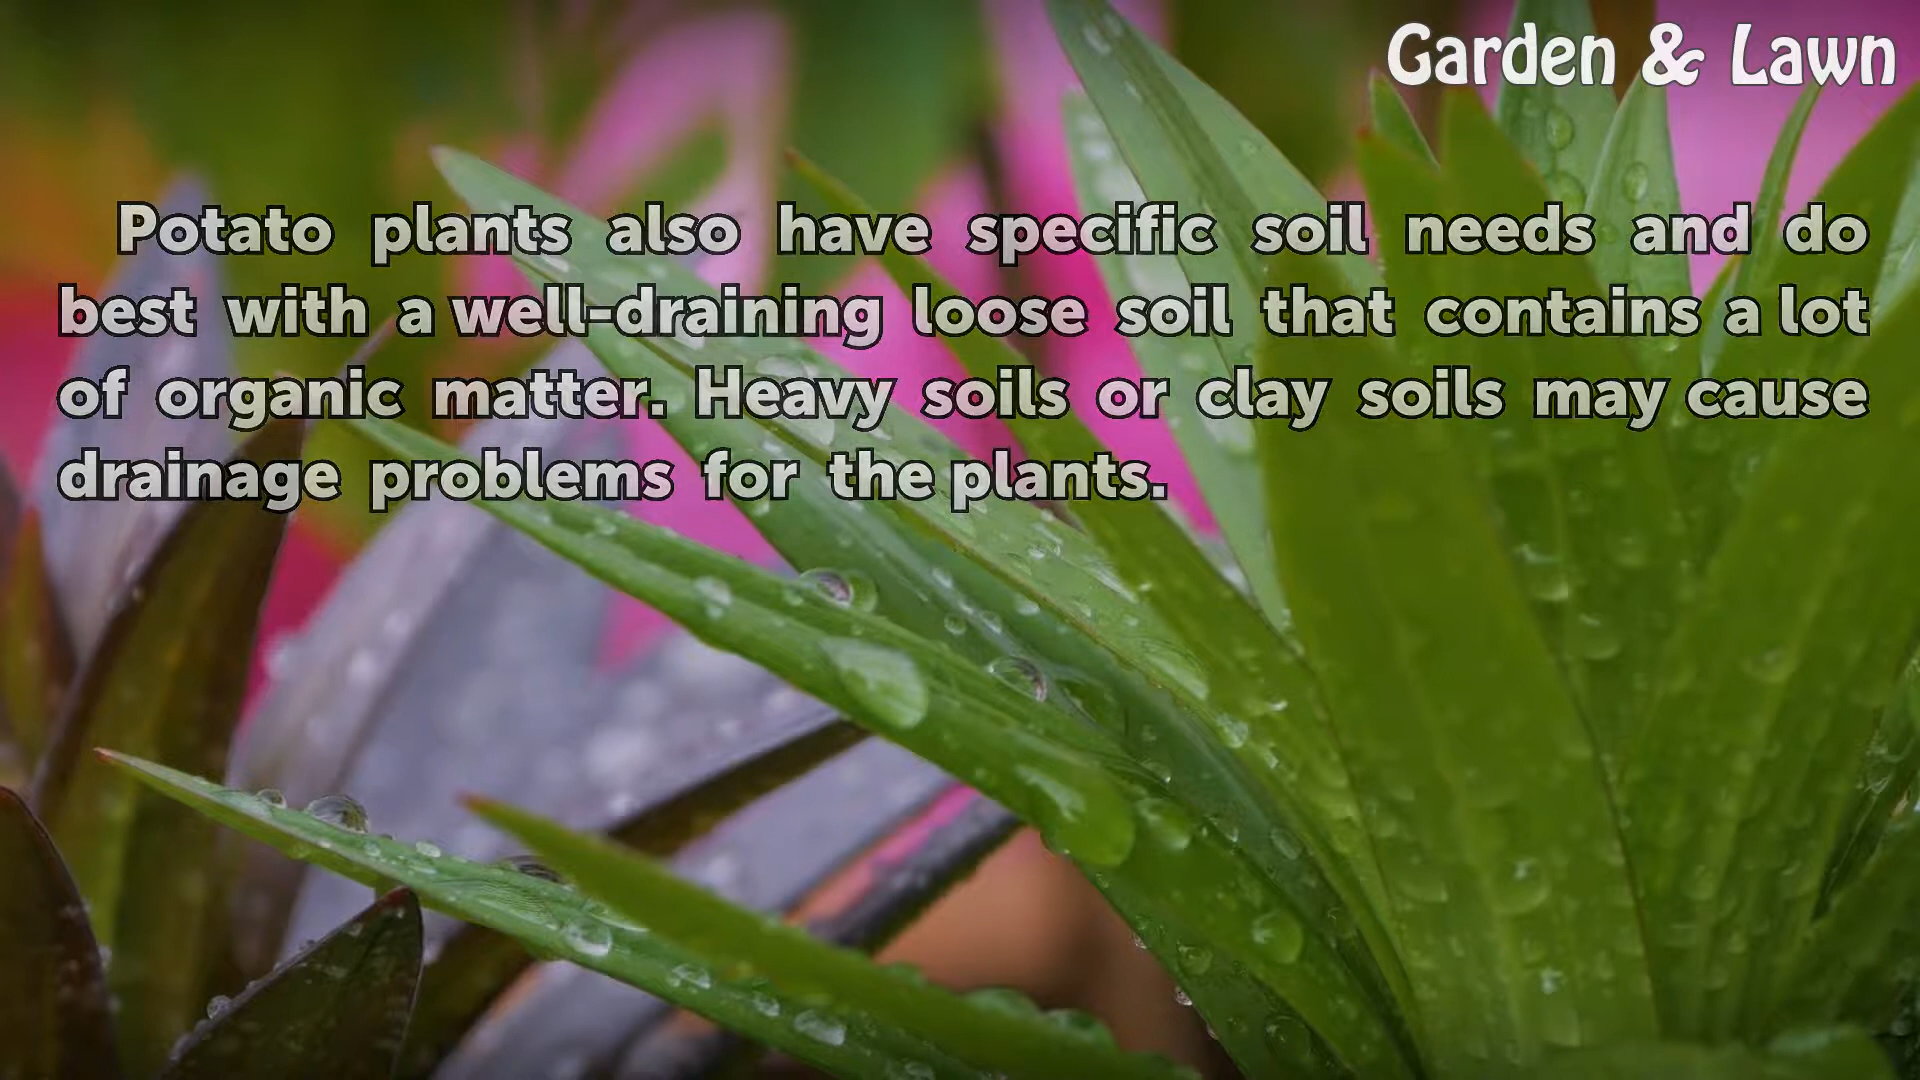 Garden & Lawn
Potato plants also have specific soil needs and do
best with a well-draining loose soil that contains a lot
of organic matter. Heavy soils or clay soils may cause
drainage problems for the plants.